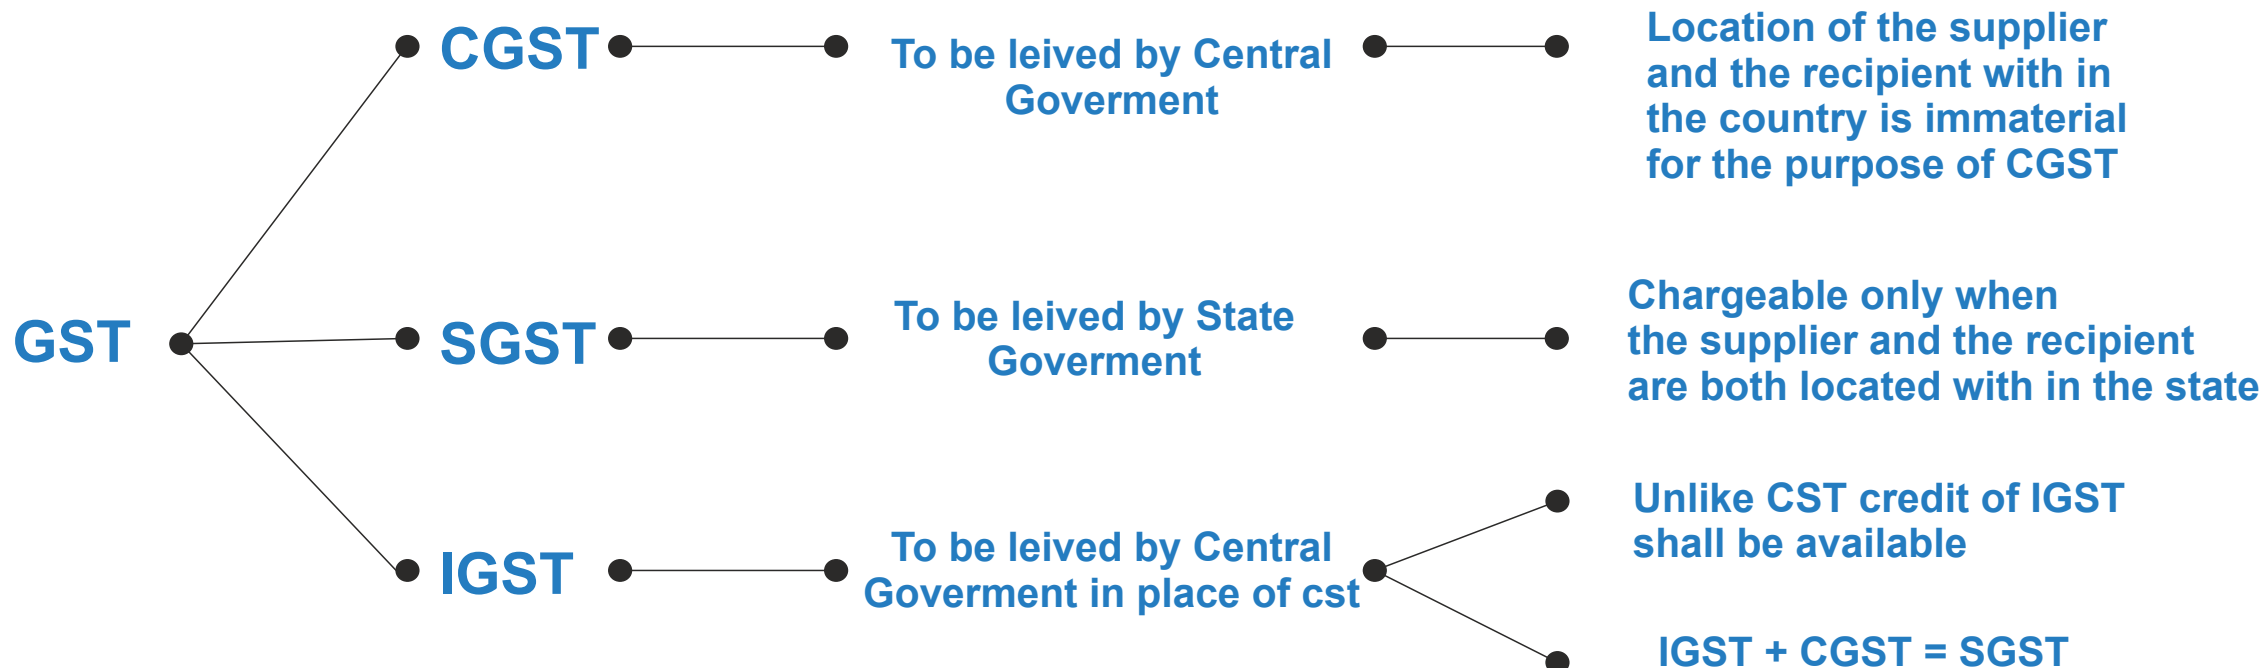 GST
CGST
To be leived by Central
Goverment
Location of the supplier
and the recipient with in
the country is immaterial
for the purpose of CGST
SGST
To be leived by State
Goverment
Chargeable only when
the supplier and the recipient
are both located with in the state
IGST
To be leived by Central
Goverment in place of cst
Unlike CST credit of IGST
shall be available
IGST + CGST = SGST